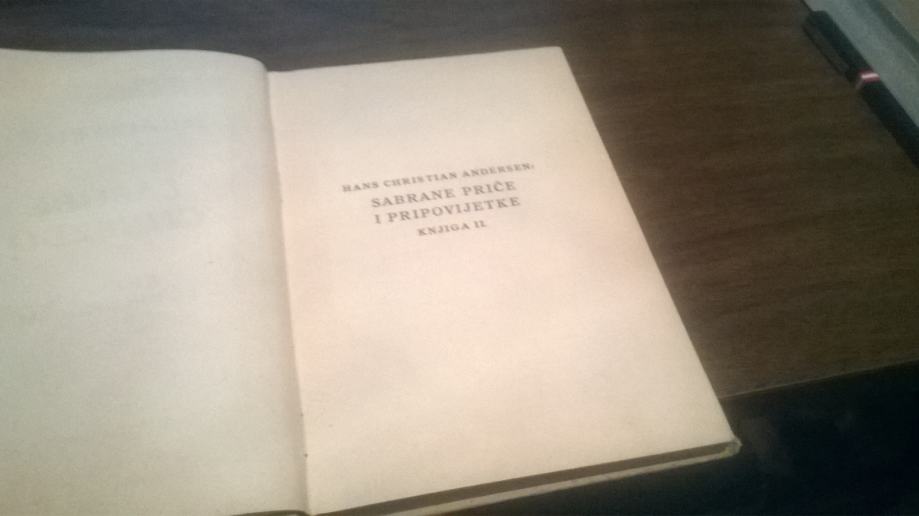 HANS CHRISTIAN ANDERSEN:
SABRANE PRIČE
I PRIPOVIJETKE
KNJIGA II.